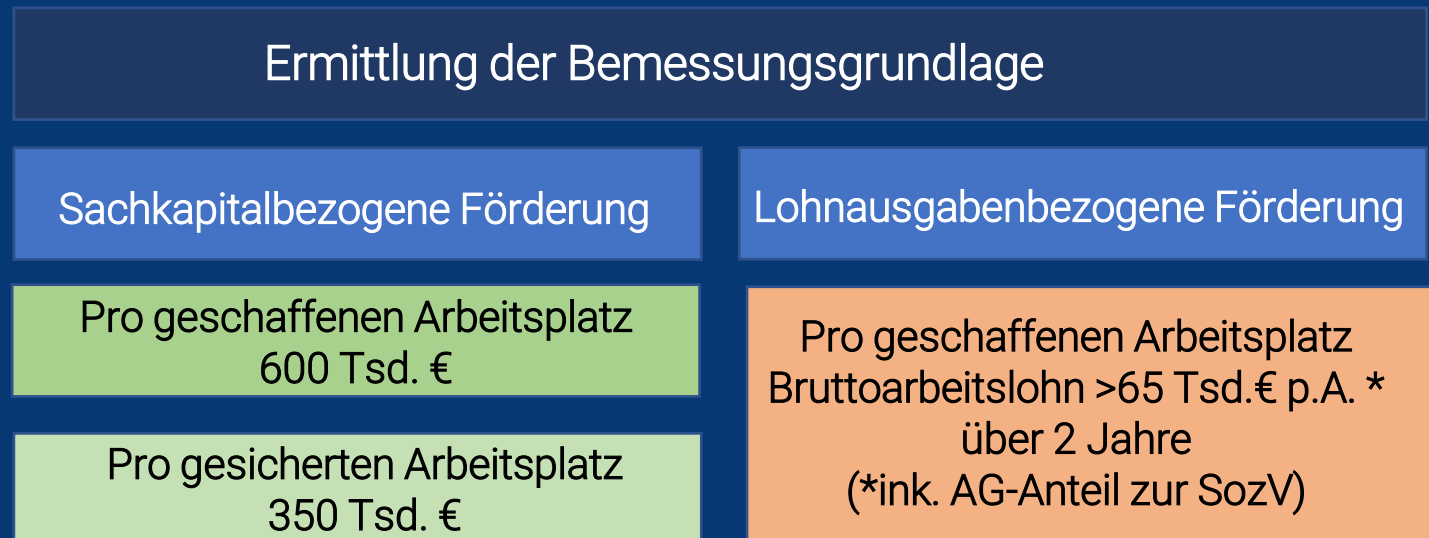 Ermittlung der Bemessungsgrundlage
Sachkapitalbezogene Förderung
Pro geschaffenen Arbeitsplatz
600 Tsd. €
Pro gesicherten Arbeitsplatz
350 Tsd. €
Lohnausgabenbezogene Förderung
Pro geschaffenen Arbeitsplatz
Bruttoarbeitslohn >65 Tsd.€ p.A. *
über 2 Jahre
(*ink. AG-Anteil zur SozV)